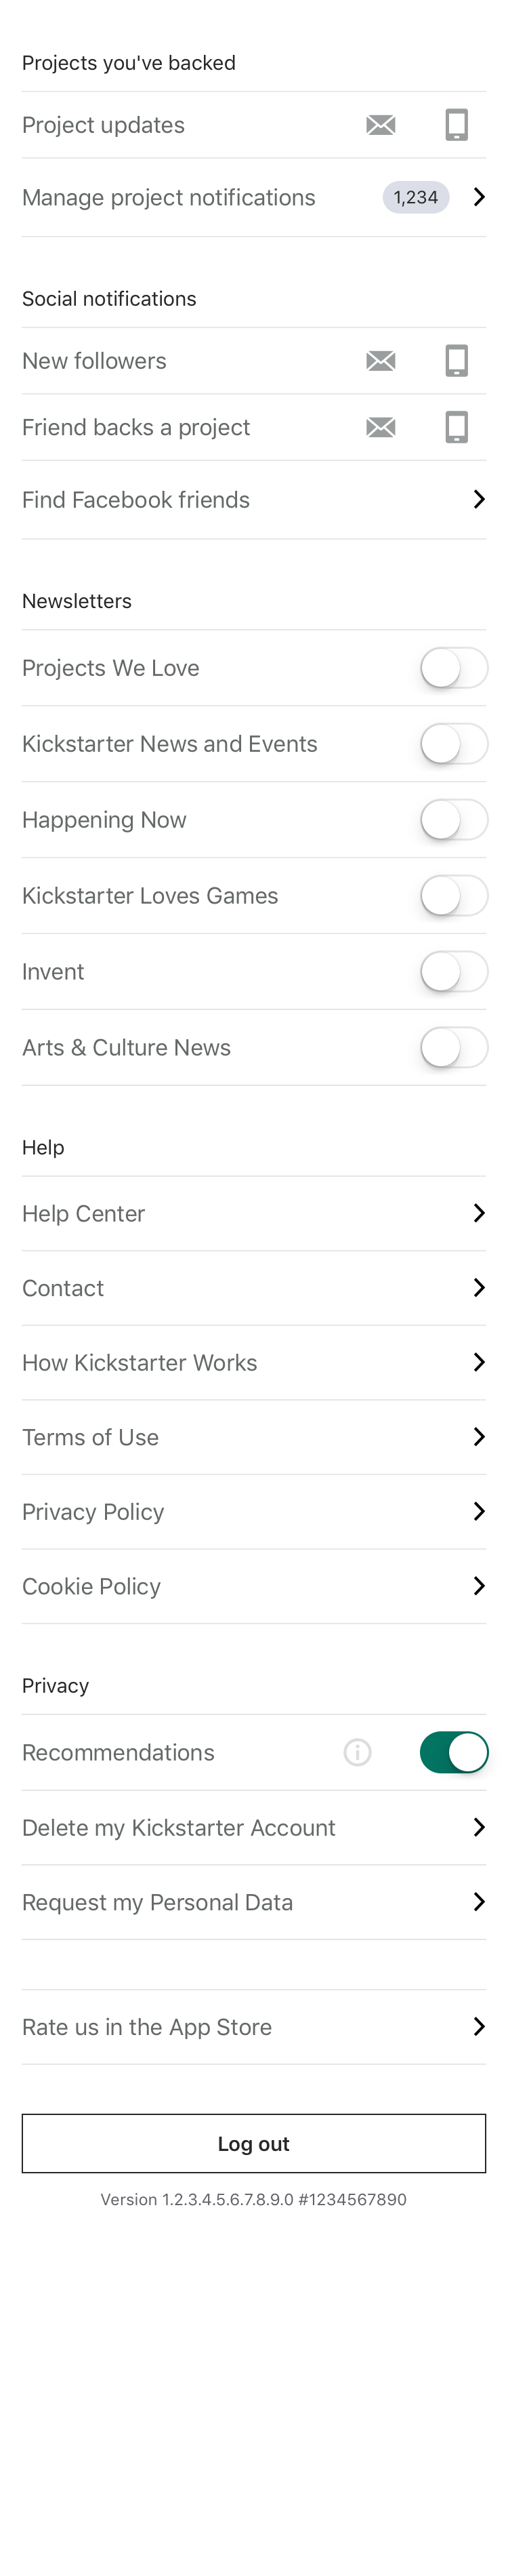 Projects you've backed
Project updates
Manage project notifications 1,234
Social notifications
New followers
Friend backs a project
Find Facebook friends
Newsletters
Projects We Love
Kickstarter News and Events
Happening Now
Kickstarter Loves Games
Invent
Arts & Culture News
Help
Help Center
Contact
How Kickstarter Works
Terms of Use
Privacy Policy
Cookie Policy
Privacy
Recommendations
Delete my Kickstarter Account
Request my Personal Data
Rate us in the App Store
Log out
Version 1.2.3.4.5.6.7.8.9.0 #1234567890